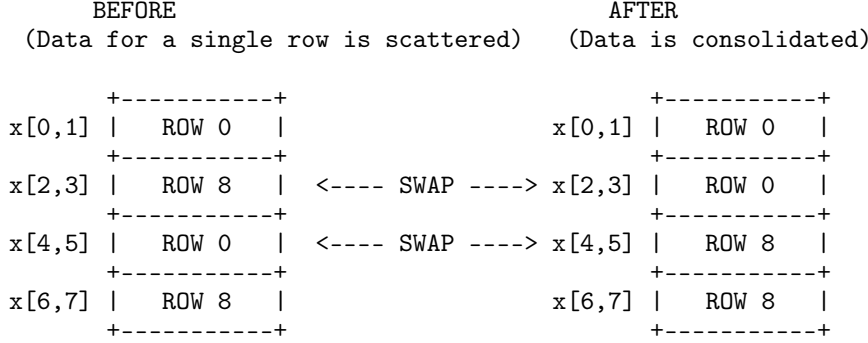 BEFORE                                   AFTER
(Data for a single row is scattered)   (Data is consolidated)
+-----------+                       +-----------+
x[0,1] |   ROW 0   |                x[0,1] |   ROW 0   |
+-----------+                       +-----------+
x[2,3] |   ROW 8   |  <---- SWAP ----> x[2,3] |   ROW 0   |
+-----------+                       +-----------+
x[4,5] |   ROW 0   |  <---- SWAP ----> x[4,5] |   ROW 8   |
+-----------+                       +-----------+
x[6,7] |   ROW 8   |                x[6,7] |   ROW 8   |
+-----------+                       +-----------+